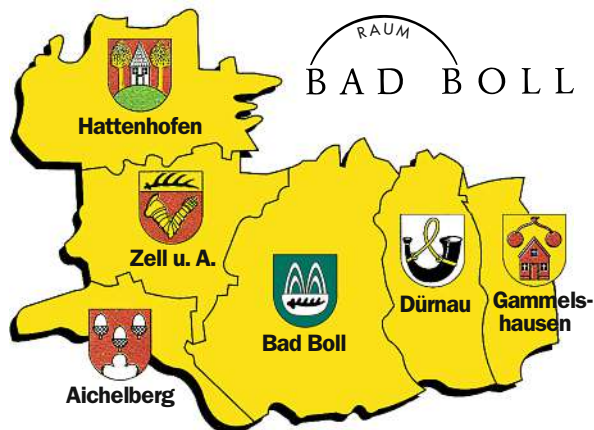 RAUM
BAD BOLL
Hattenhofen
Zell u. A.
Aichelberg
Bad Boll
Dürnau
Gammels-
hausen